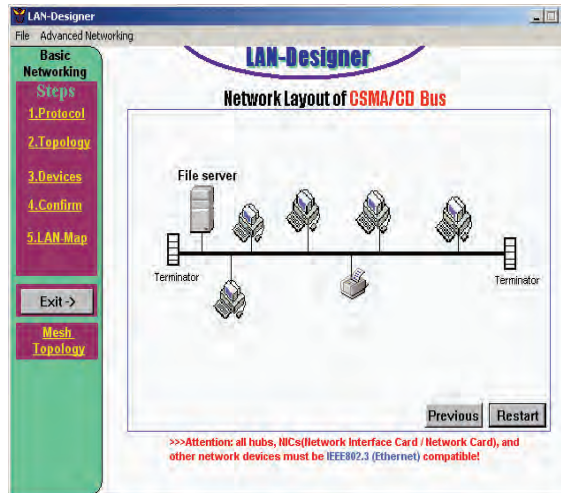 LAN-Designer
File Advanced Networking
Basic
Networking
Steps
1.Protocol
2.Topology
3.Devices
4.Confirm
5.LAN-Map
Exit->
Mesh
Topology
LAN-Designer
Network Layout of CSMA/CD Bus
File server
Terminator
Terminator
Previous
Restart
>>>Attention: all hubs, NICs(Network Interface Card / Network Card), and
other network devices must be IEEE802.3 (Ethernet) compatible!